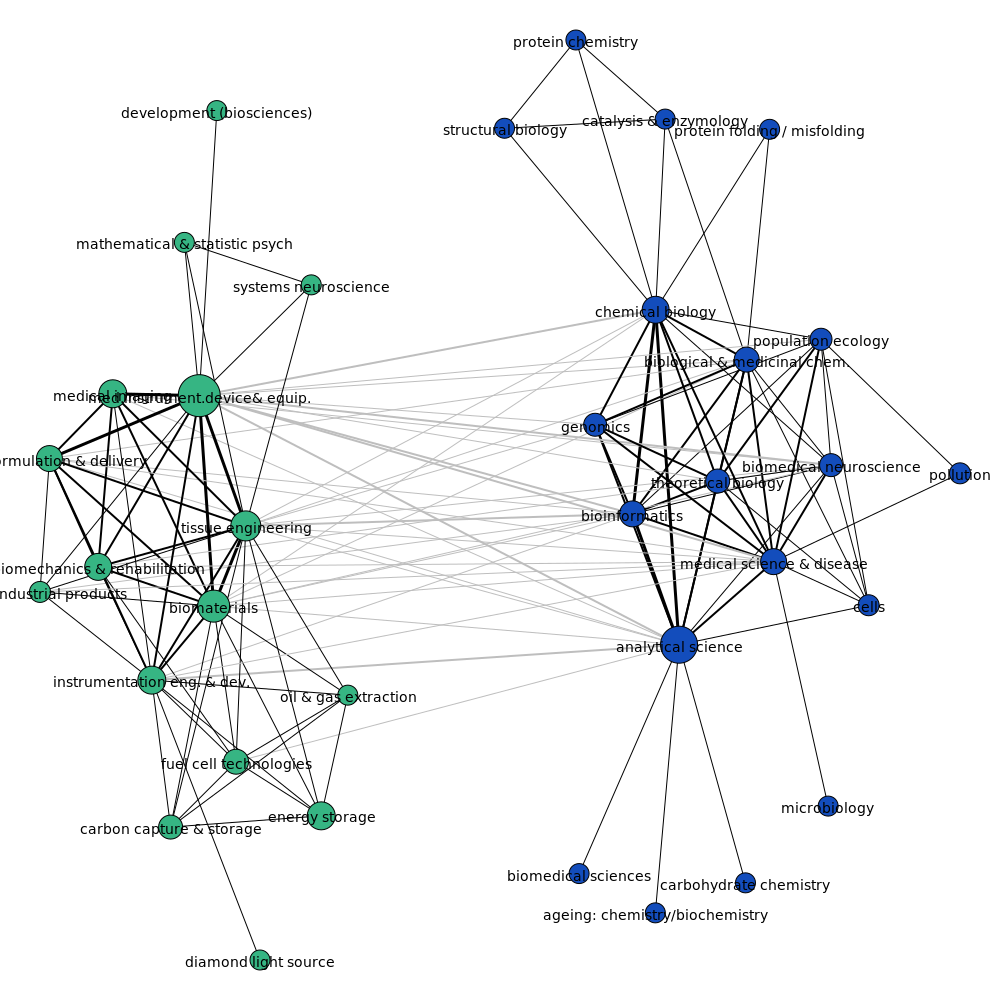 protein chemistry
development (biosciences)
catalysis & enzymology
structural biology
protein folding / misfolding
mathematical & statistic psych
systems neuroscience
chemical biology
population ecology
biological & medicinal chem.
medical imaging
med.instrument.device& equip.
genomics
ormulation & delivery
biomedical neuroscience
pollution
theoretical biology
bioinformatics
tissue engineering
medical science & disease
iomechanics & rehabilitation
ndustrial products
biomaterials
cells
analytical science
instrumentation eng. & dev.
oil & gas extraction
fuel cell technologies
microbiology
energy storage
carbon capture & storage
biomedical sciences
carbohydrate chemistry
ageing: chemistry/biochemistry
diamond light source